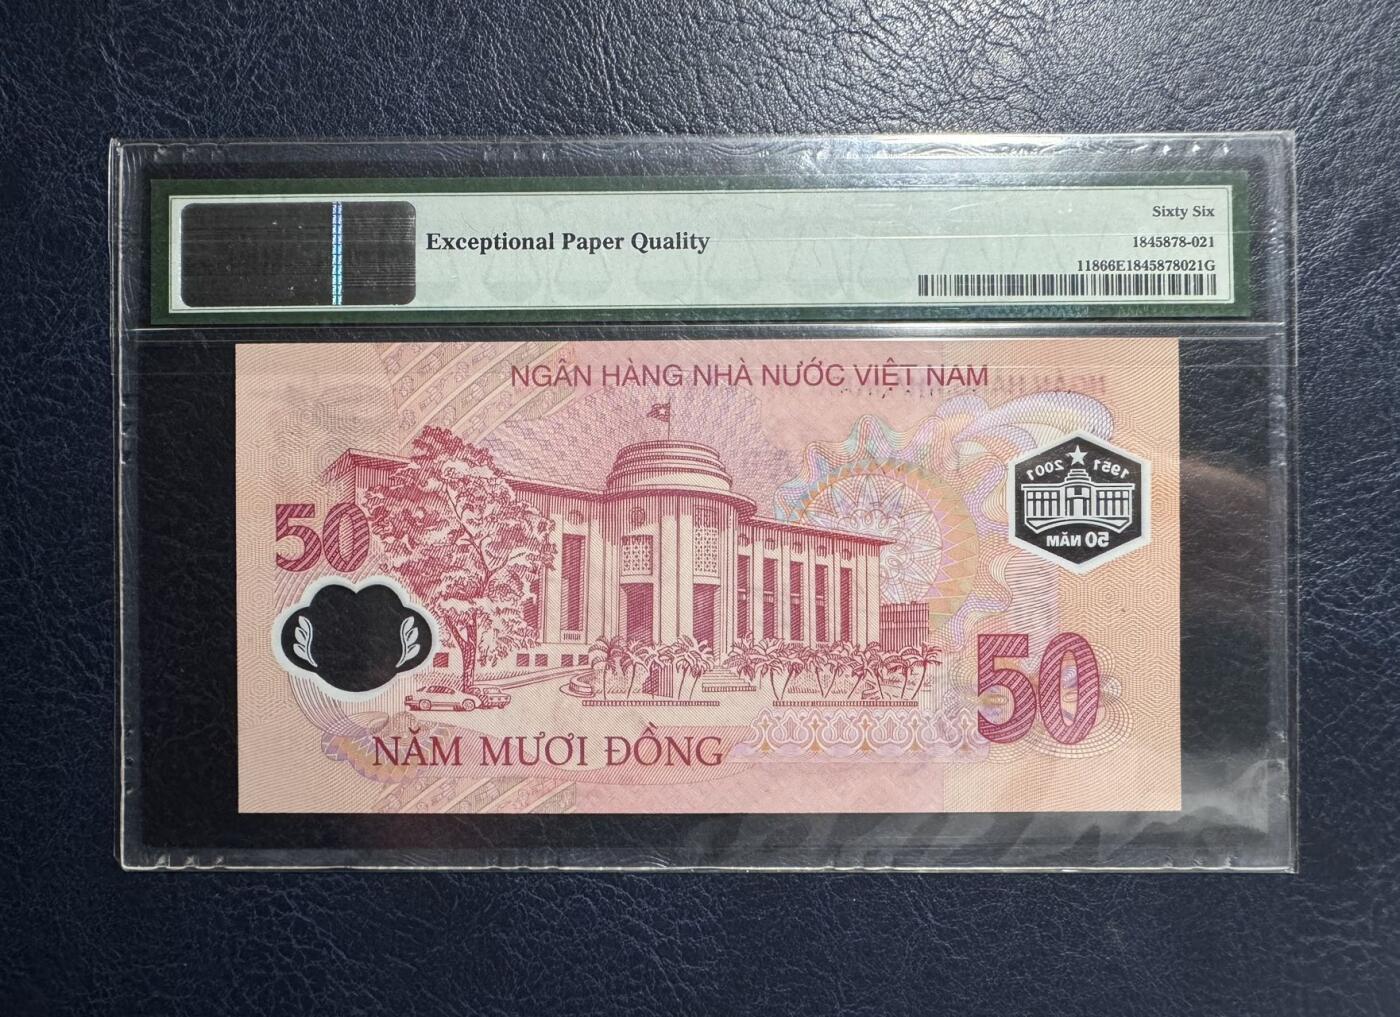 Exceptional Paper Quality
Sixty Six
1845878-021
11866E1845878021G
NGÂN HÀNG NHÀ NƯỚC VIỆT NAM
1951 2001
50 NĂM
50
50
NĂM MƯƠI ĐỒNG